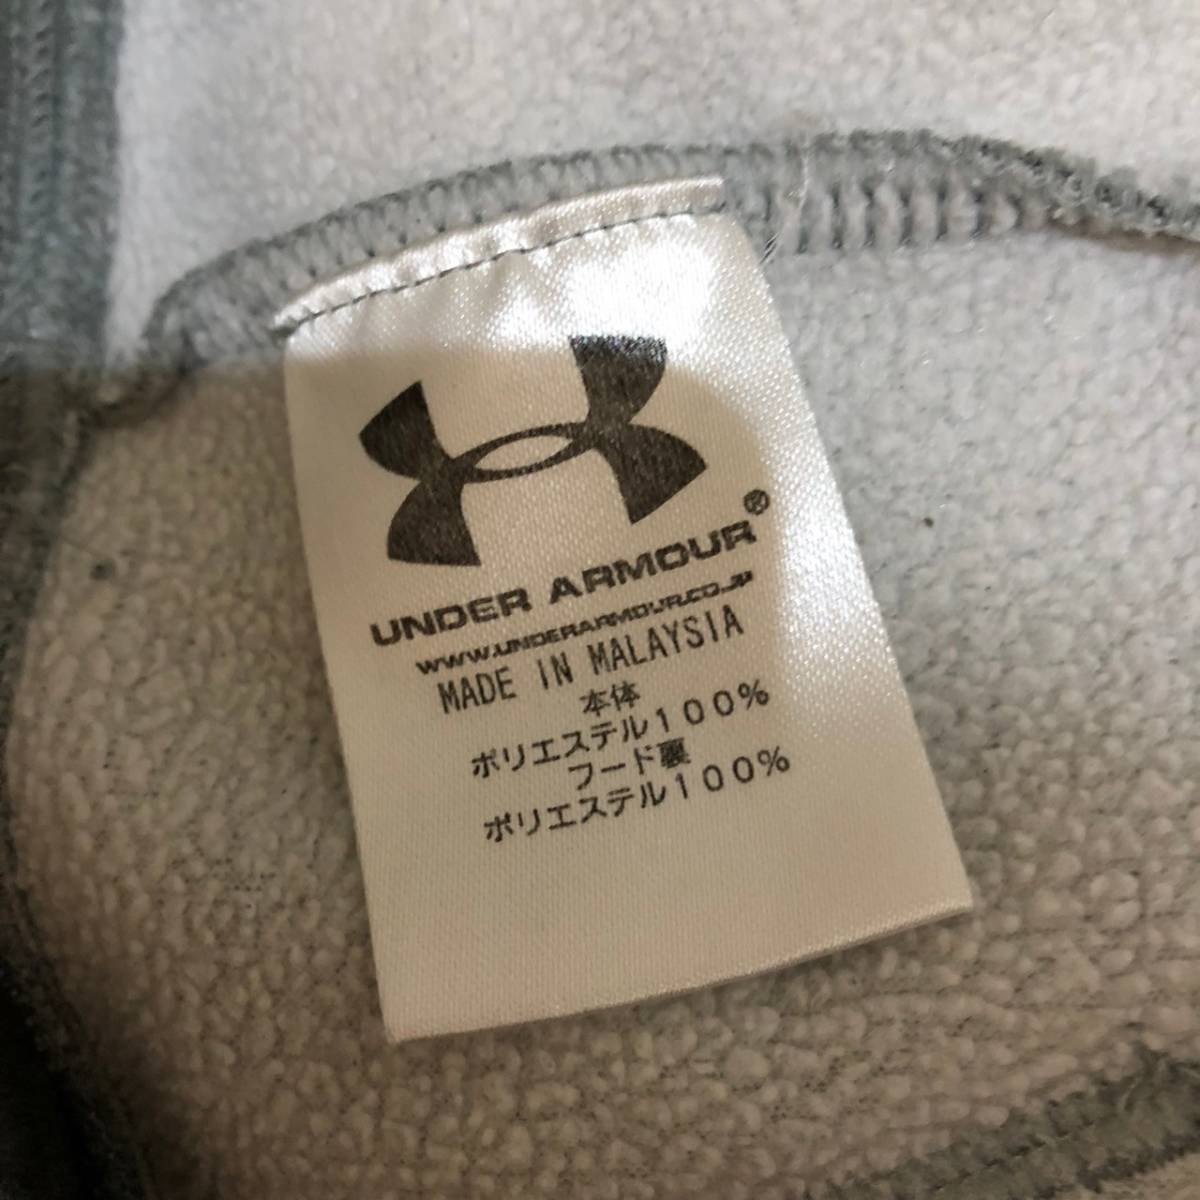 UNDER ARMOUR®
WWW.UNDERARMOUR.CO.JP
MADE IN MALAYSIA
本体
ポリエステル100%
フード裏
ポリエステル100%